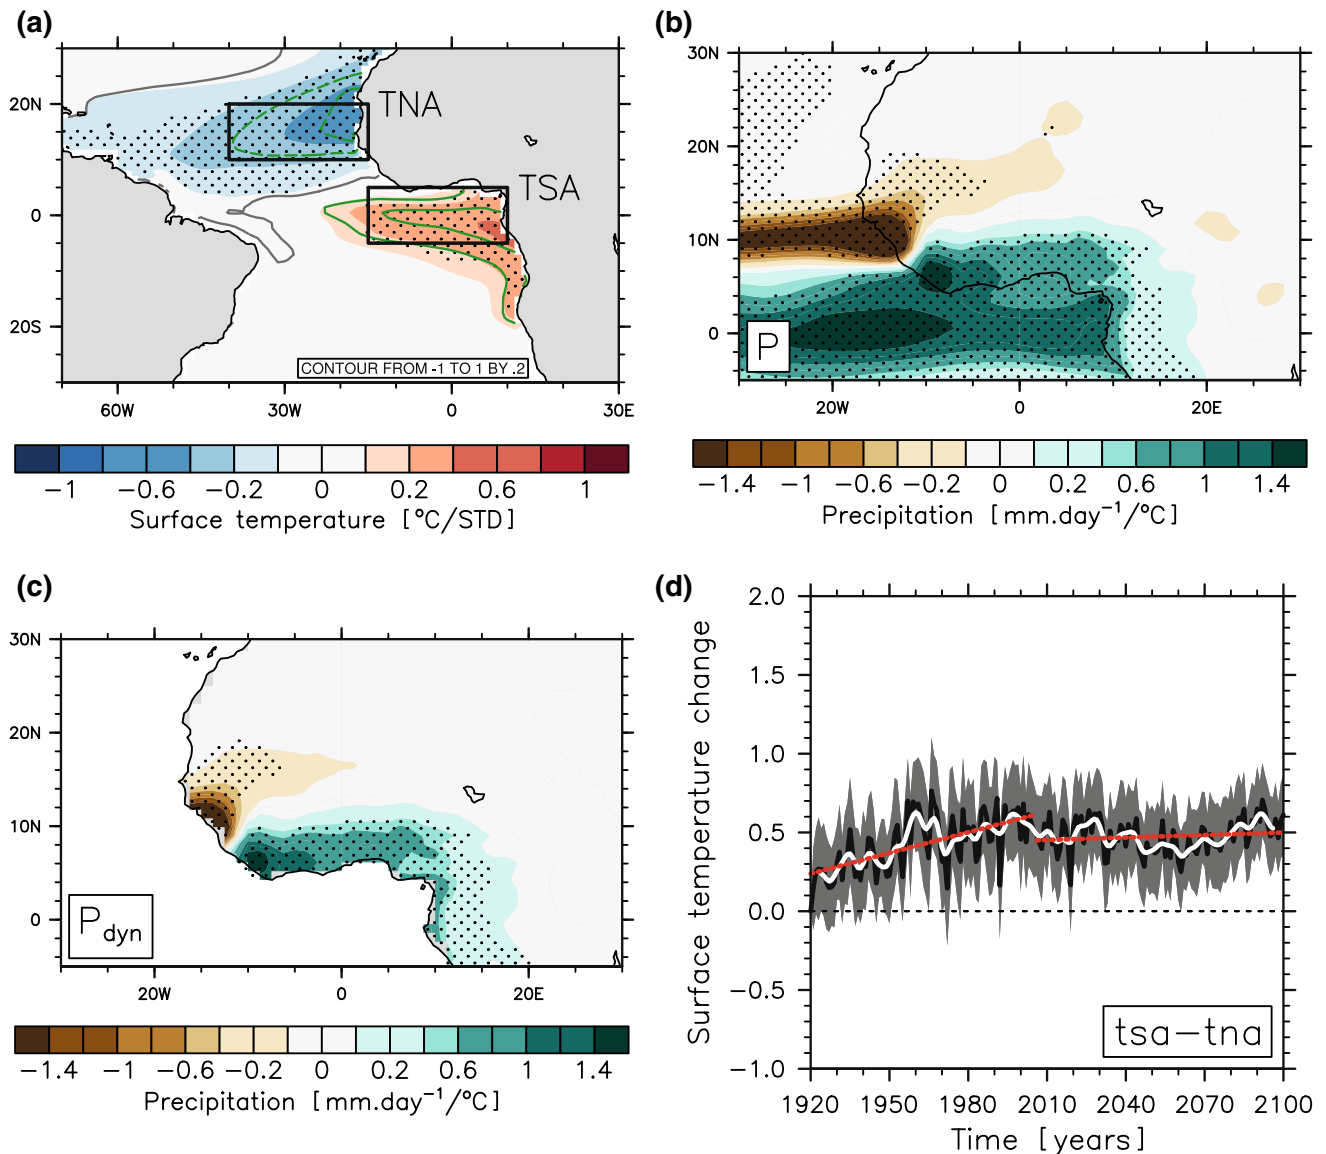 (a)
20N
0
20S
TNA
TSA
CONTOUR FROM -1 TO 1 BY .2
60W 30W 0 30E
−1 −0.6 −0.2 0 0.2 0.6 1
Surface temperature [°C/STD]
(b)
30N
20N
10N
0
P
20W 0 20E
−1.4 −1 −0.6 −0.2 0 0.2 0.6 1 1.4
Precipitation [mm.day⁻¹/°C]
(c)
30N
20N
10N
0
Pdyn
20W 0 20E
−1.4 −1 −0.6 −0.2 0 0.2 0.6 1 1.4
Precipitation [mm.day⁻¹/°C]
(d)
Surface temperature change
2.0
1.5
1.0
0.5
0.0
−0.5
−1.0
tsa−tna
1920 1950 1980 2010 2040 2070 2100
Time [years]